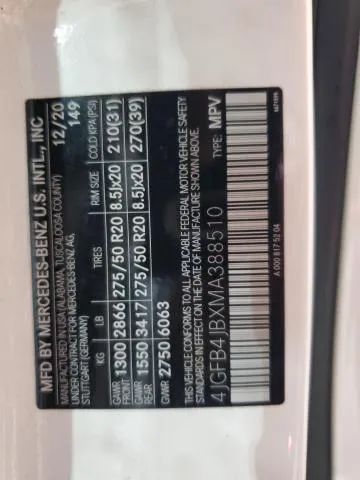 MFD BY MERCEDES-BENZ U.S. INTL., INC 12/20
MANUFACTURED IN USA (ALABAMA, TUSCALOOSA COUNTY) 149
UNDER CONTRACT FOR MERCEDES-BENZ AG,
STUTTGART (GERMANY)
KG LB TIRES RIM SIZE COLD KPA (PSI)
GAWR FRONT 1300 2866 275/50 R20 8.5Jx20 210(31)
GAWR REAR 1550 3417 275/50 R20 8.5Jx20 270(39)
GVWR 2750 6063
THIS VEHICLE CONFORMS TO ALL APPLICABLE FEDERAL MOTOR VEHICLE SAFETY
STANDARDS IN EFFECT ON THE DATE OF MANUFACTURE SHOWN ABOVE.
4JGFB4JBXMA388510 TYPE: MPV
A 000 817 52 04